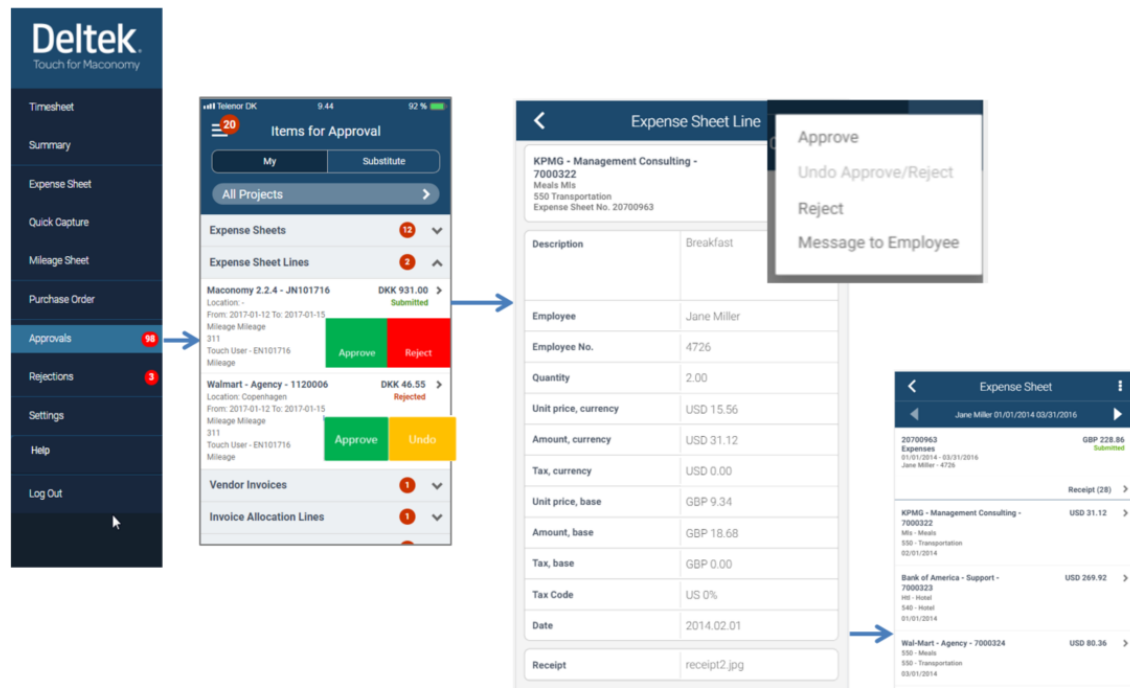 Deltek.
Touch for Maconomy
Timesheet
Summary
Expense Sheet
Quick Capture
Mileage Sheet
Purchase Order
Approvals 98
Rejections 3
Settings
Help
Log Out
Telenor DK 9.44 92 %
20
Items for Approval
My Substitute
All Projects
Expense Sheets 12
Expense Sheet Lines 2
Maconomy 2.2.4 - JN101716 DKK 931.00
Location: - Submitted
From: 2017-01-12 To: 2017-01-15
Mileage Mileage
311
Touch User - EN101716
Mileage
Approve Reject
Walmart - Agency - 1120006 DKK 46.55
Location: Copenhagen Rejected
From: 2017-01-12 To: 2017-01-15
Mileage Mileage
311
Touch User - EN101716
Mileage
Approve Undo
Vendor Invoices 1
Invoice Allocation Lines 1
Expense Sheet Line
KPMG - Management Consulting -
7000322
Meals Mls
550 Transportation
Expense Sheet No. 20700963
Description Breakfast
Employee Jane Miller
Employee No. 4726
Quantity 2.00
Unit price, currency USD 15.56
Amount, currency USD 31.12
Tax, currency USD 0.00
Unit price, base GBP 9.34
Amount, base GBP 18.68
Tax, base GBP 0.00
Tax Code US 0%
Date 2014.02.01
Receipt receipt2.jpg
Approve
Undo Approve/Reject
Reject
Message to Employee
Expense Sheet
Jane Miller 01/01/2014 03/31/2016
20700963 GBP 228.86
Expenses Submitted
01/01/2014 - 03/31/2016
Jane Miller - 4726
Receipt (28)
KPMG - Management Consulting - USD 31.12
7000322
Mls - Meals
550 - Transportation
02/01/2014
Bank of America - Support - USD 269.92
7000323
Htl - Hotel
540 - Hotel
01/01/2014
Wal-Mart - Agency - 7000324 USD 80.36
550 - Meals
550 - Transportation
03/01/2014